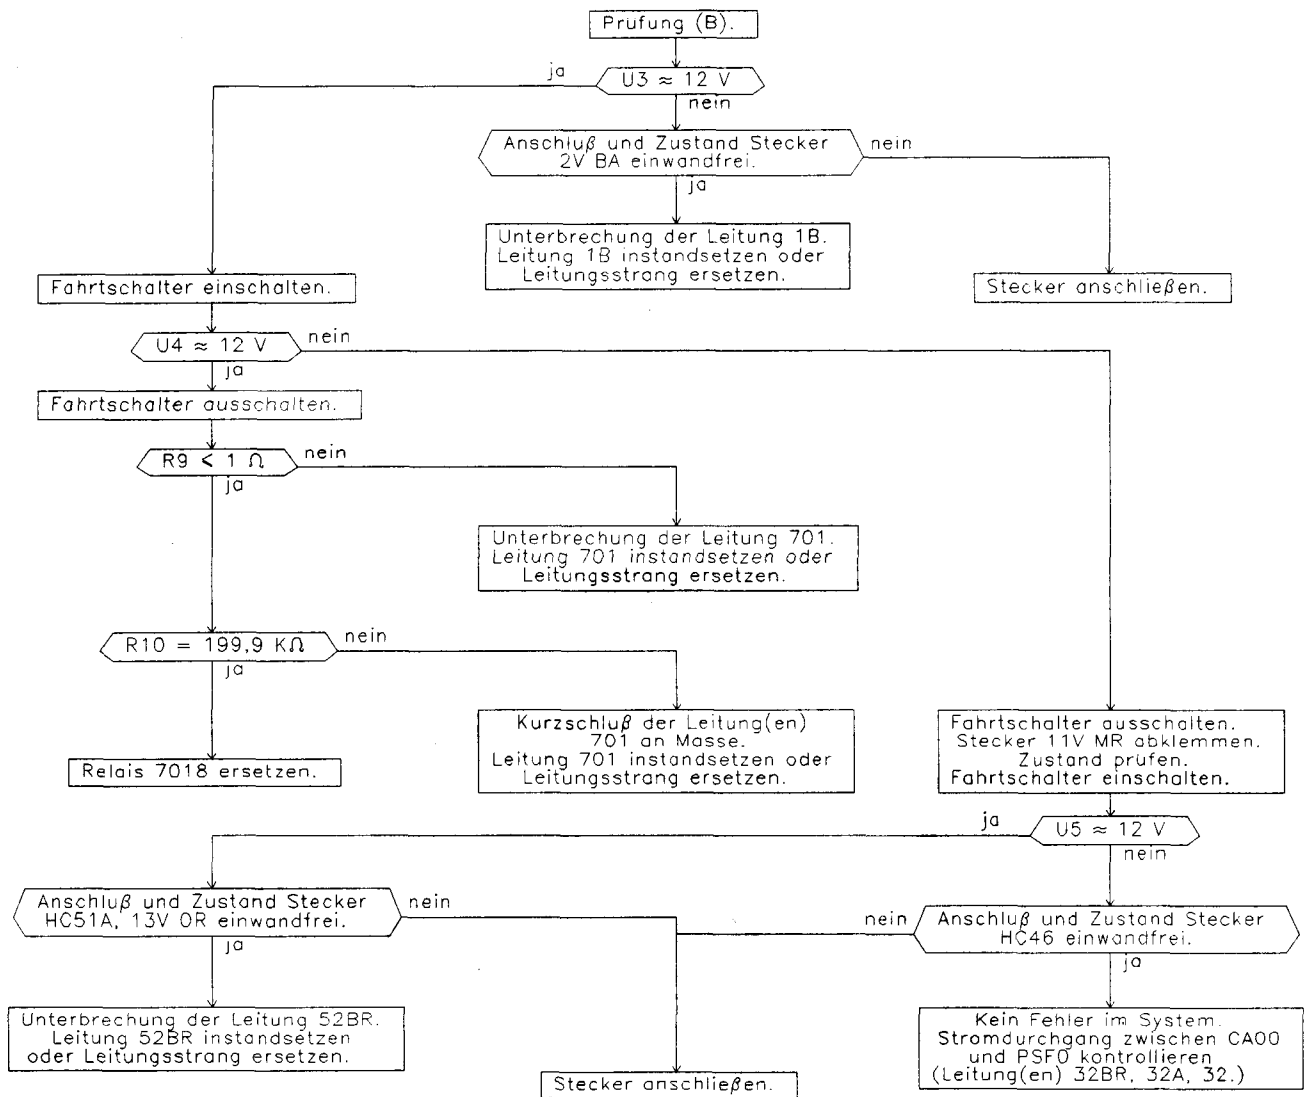 Prüfung (B).
ja
U3 ≈ 12 V
nein
Anschluß und Zustand Stecker
2V BA einwandfrei.
nein
ja
Unterbrechung der Leitung 1B.
Leitung 1B instandsetzen oder
Leitungsstrang ersetzen.
Fahrtschalter einschalten.
Stecker anschließen.
U4 ≈ 12 V
nein
ja
Fahrtschalter ausschalten.
R9 < 1 Ω
nein
ja
Unterbrechung der Leitung 701.
Leitung 701 instandsetzen oder
Leitungsstrang ersetzen.
R10 = 199,9 KΩ
nein
ja
Kurzschluß der Leitung(en)
701 an Masse.
Leitung 701 instandsetzen oder
Leitungsstrang ersetzen.
Relais 7018 ersetzen.
Fahrtschalter ausschalten.
Stecker 11V MR abklemmen.
Zustand prüfen.
Fahrtschalter einschalten.
ja
U5 ≈ 12 V
nein
Anschluß und Zustand Stecker
HC51A, 13V OR einwandfrei.
nein
ja
nein
Anschluß und Zustand Stecker
HC46 einwandfrei.
ja
Unterbrechung der Leitung 52BR.
Leitung 52BR instandsetzen
oder Leitungsstrang ersetzen.
Stecker anschließen.
Kein Fehler im System.
Stromdurchgang zwischen CA00
und PSF0 kontrollieren
(Leitung(en) 32BR, 32A, 32.)